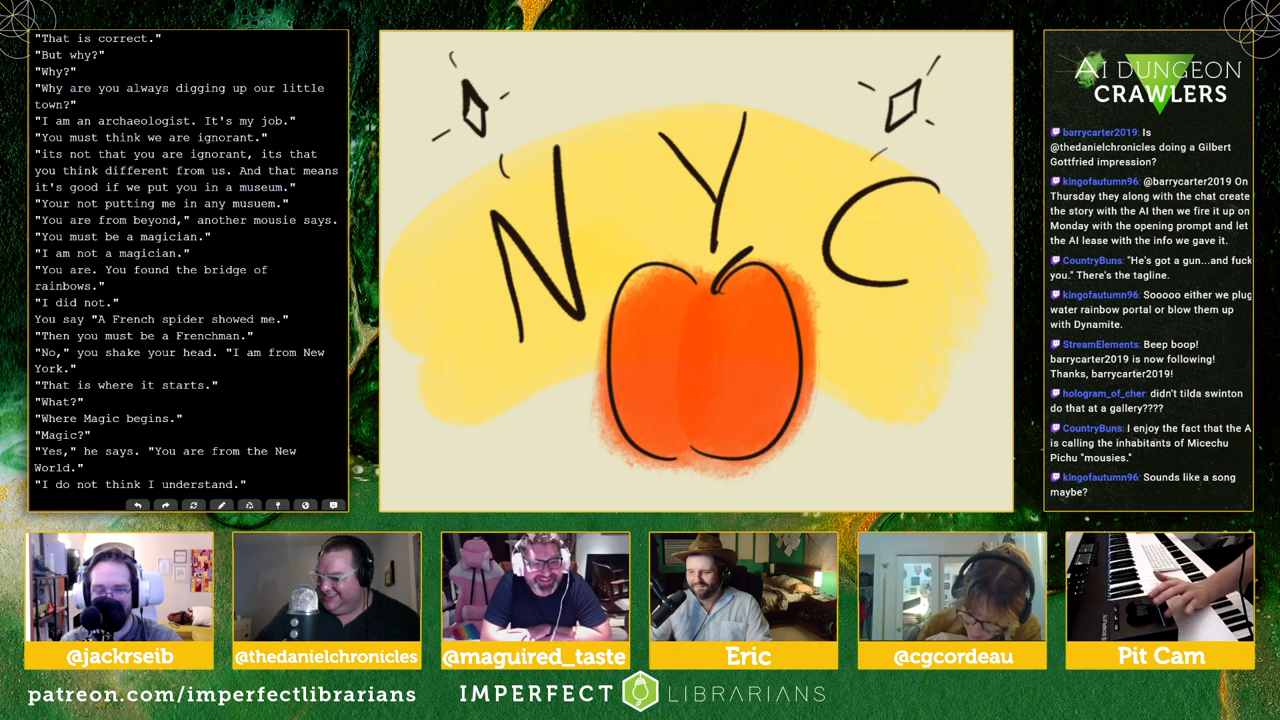 "That is correct."
"But why?"
"Why?"
"Why are you always digging up our little
town?"
"I am an archaeologist. It's my job."
"You must think we are ignorant."
"its not that you are ignorant, its that
you think different from us. And that means
it's good if we put you in a museum."
"Your not putting me in any musuem."
"You are from beyond," another mousie says.
"You must be a magician."
"I am not a magician."
"You are. You found the bridge of
rainbows."
"I did not."
You say "A French spider showed me."
"Then you must be a Frenchman."
"No," you shake your head. "I am from New
York."
"That is where it starts."
"What?"
"Where Magic begins."
"Magic?"
"Yes," he says. "You are from the New
World."
"I do not think I understand."
NYC
AI DUNGEON
CRAWLERS
barrycarter2019: Is
@thedanielchronicles doing a Gilbert
Gottfried impression?
kingofautumn96: @barrycarter2019 On
Thursday they along with the chat create
the story with the AI then we fire it up on
Monday with the opening prompt and let
the AI lease with the info we gave it.
CountryBuns: "He's got a gun...and fuck
you." There's the tagline.
kingofautumn96: Sooooo either we plug
water rainbow portal or blow them up
with Dynamite.
StreamElements: Beep boop!
barrycarter2019 is now following!
Thanks, barrycarter2019!
hologram_of_cher: didn't tilda swinton
do that at a gallery????
CountryBuns: I enjoy the fact that the A
is calling the inhabitants of Micechu
Pichu "mousies."
kingofautumn96: Sounds like a song
maybe?
@jackrseib
@thedanielchronicles
@maguired_taste
Eric
@cgcordeau
Pit Cam
patreon.com/imperfectlibrarians
IMPERFECT LIBRARIANS